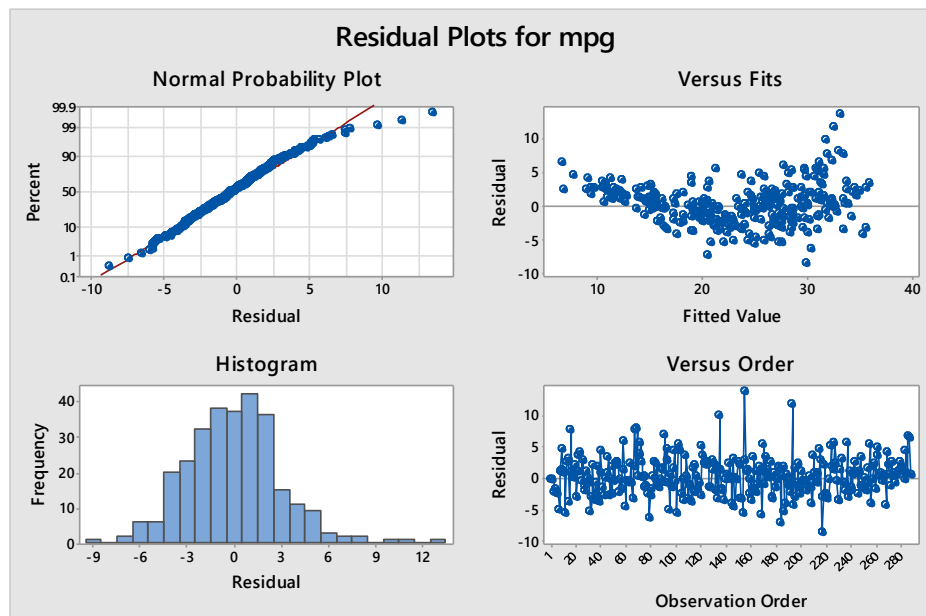 Residual Plots for mpg
Normal Probability Plot
99.9
99
90
50
10
1
0.1
Percent
-10 -5 0 5 10
Residual
Versus Fits
10
5
0
-5
-10
Residual
10 20 30 40
Fitted Value
Histogram
40
30
20
10
0
Frequency
-9 -6 -3 0 3 6 9 12
Residual
Versus Order
10
5
0
-5
-10
Residual
1 20 40 60 80 100 120 140 160 180 200 220 240 260 280
Observation Order